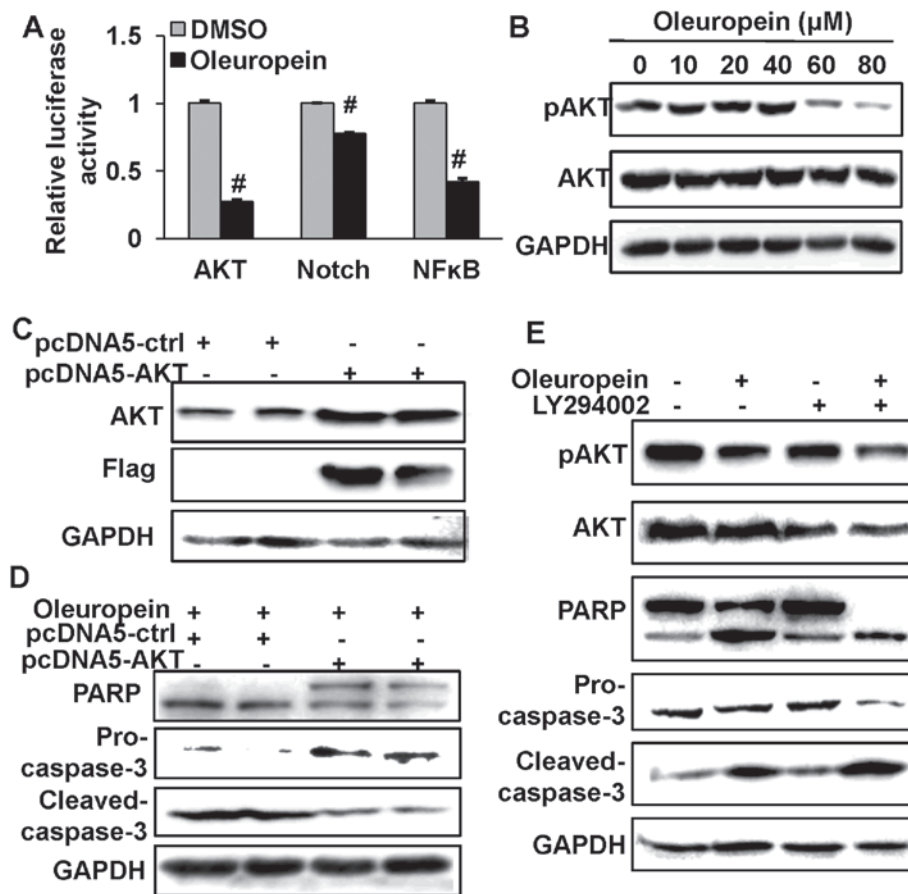 A
1.5
DMSO
Oleuropein
1
0.5
0
Relative luciferase
activity
#
#
#
AKT Notch NFκB
B
Oleuropein (µM)
0 10 20 40 60 80
pAKT
AKT
GAPDH
C
pcDNA5-ctrl + + - -
pcDNA5-AKT - - + +
AKT
Flag
GAPDH
D
Oleuropein + + + +
pcDNA5-ctrl + + - -
pcDNA5-AKT - - + +
PARP
Pro-
caspase-3
Cleaved-
caspase-3
GAPDH
E
Oleuropein - + - +
LY294002 - - + +
pAKT
AKT
PARP
Pro-
caspase-3
Cleaved-
caspase-3
GAPDH